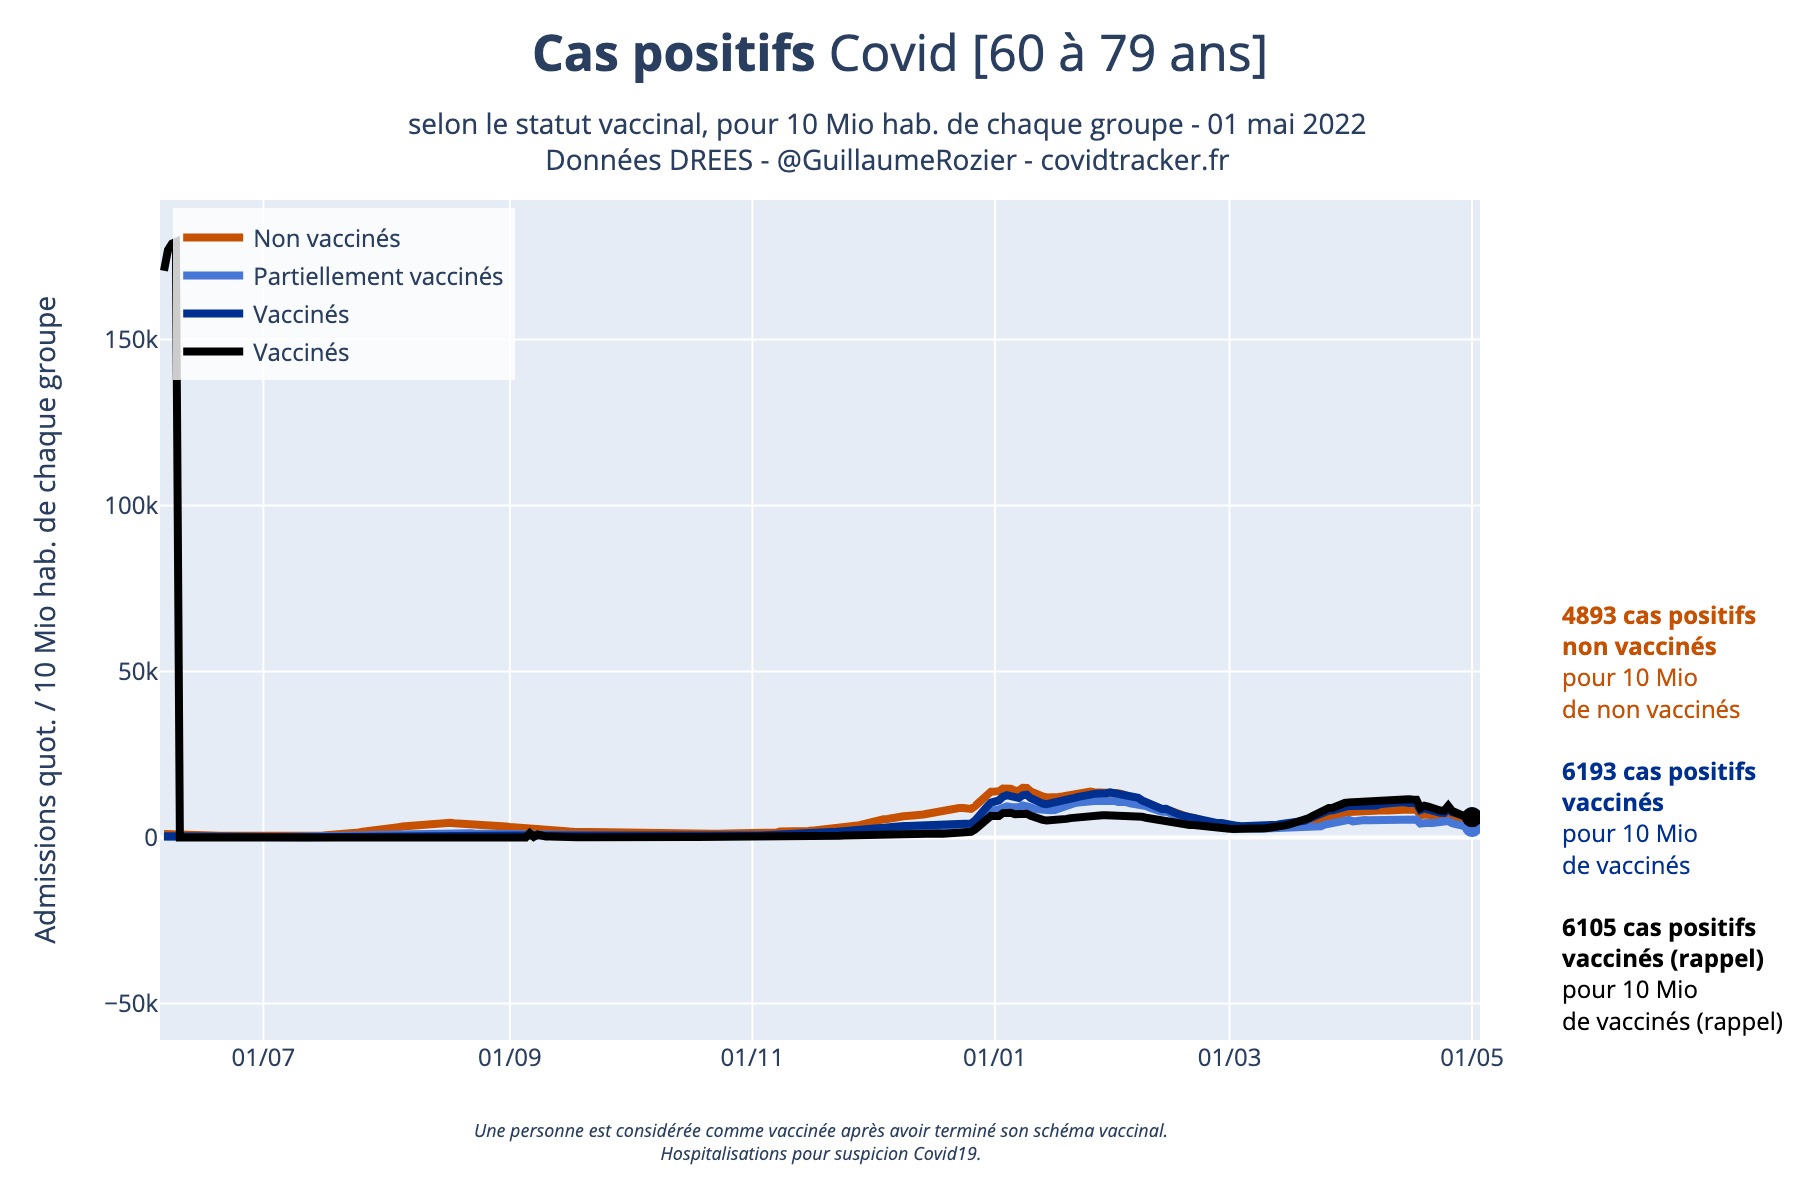 Cas positifs Covid [60 à 79 ans]
selon le statut vaccinal, pour 10 Mio hab. de chaque groupe - 01 mai 2022
Données DREES - @GuillaumeRozier - covidtracker.fr
Admissions quot. / 10 Mio hab. de chaque groupe
Non vaccinés
Partiellement vaccinés
Vaccinés
Vaccinés
150k
100k
50k
0
−50k
01/07
01/09
01/11
01/01
01/03
01/05
4893 cas positifs
non vaccinés
pour 10 Mio
de non vaccinés
6193 cas positifs
vaccinés
pour 10 Mio
de vaccinés
6105 cas positifs
vaccinés (rappel)
pour 10 Mio
de vaccinés (rappel)
Une personne est considérée comme vaccinée après avoir terminé son schéma vaccinal.
Hospitalisations pour suspicion Covid19.